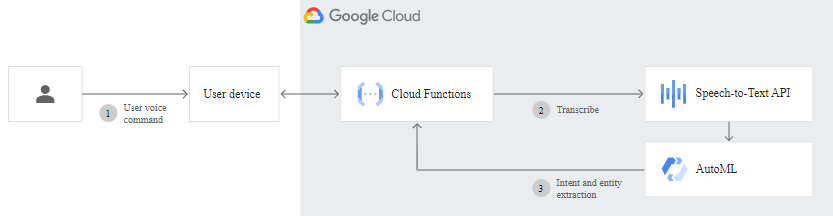 Google Cloud
User device
Cloud Functions
Speech-to-Text API
1
User voice
command
2
Transcribe
AutoML
3
Intent and entity
extraction